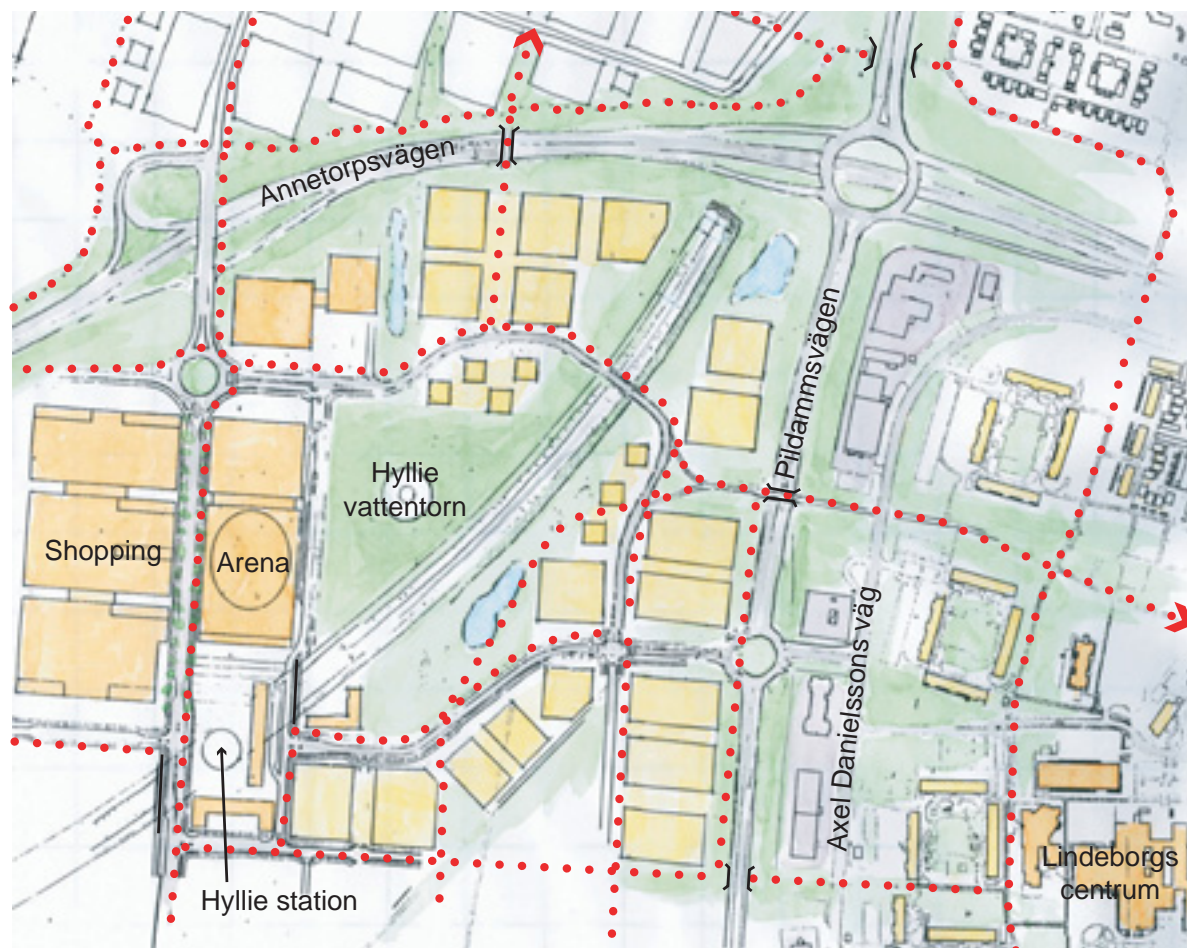 Annetorpsvägen
Pildammsvägen
Hyllie
vattentorn
Shopping
Arena
Axel Danielssons väg
Hyllie station
Lindeborgs
centrum